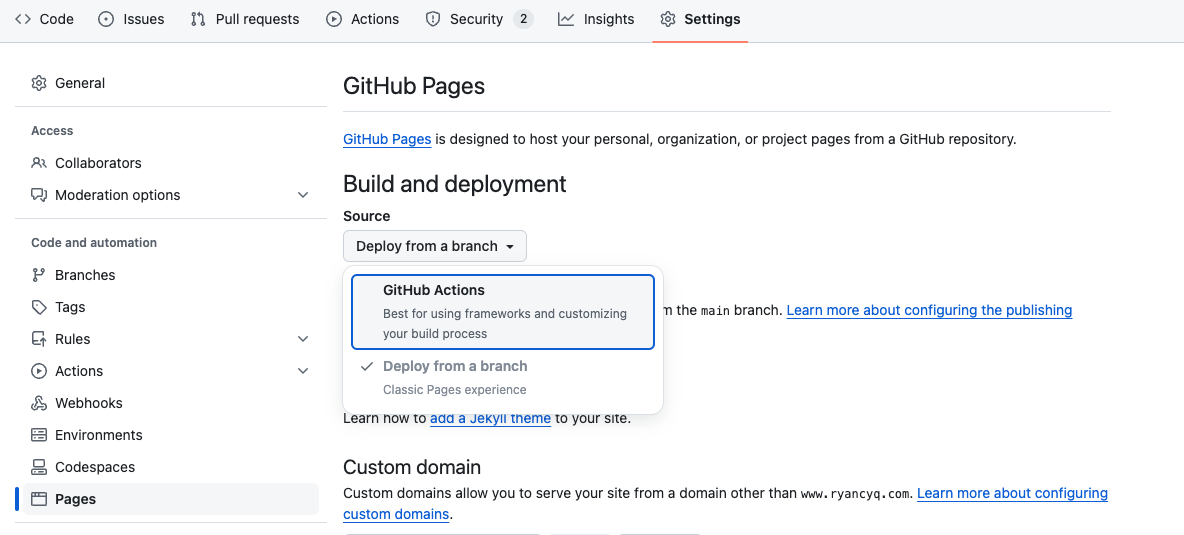 Code Issues Pull requests Actions Security 2 Insights Settings
General
Access
Collaborators
Moderation options
Code and automation
Branches
Tags
Rules
Actions
Webhooks
Environments
Codespaces
Pages
GitHub Pages
GitHub Pages is designed to host your personal, organization, or project pages from a GitHub repository.
Build and deployment
Source
Deploy from a branch
GitHub Actions
Best for using frameworks and customizing
your build process
Deploy from a branch
Classic Pages experience
the main branch. Learn more about configuring the publishing
Learn how to add a Jekyll theme to your site.
Custom domain
Custom domains allow you to serve your site from a domain other than www.ryancyq.com. Learn more about configuring
custom domains.